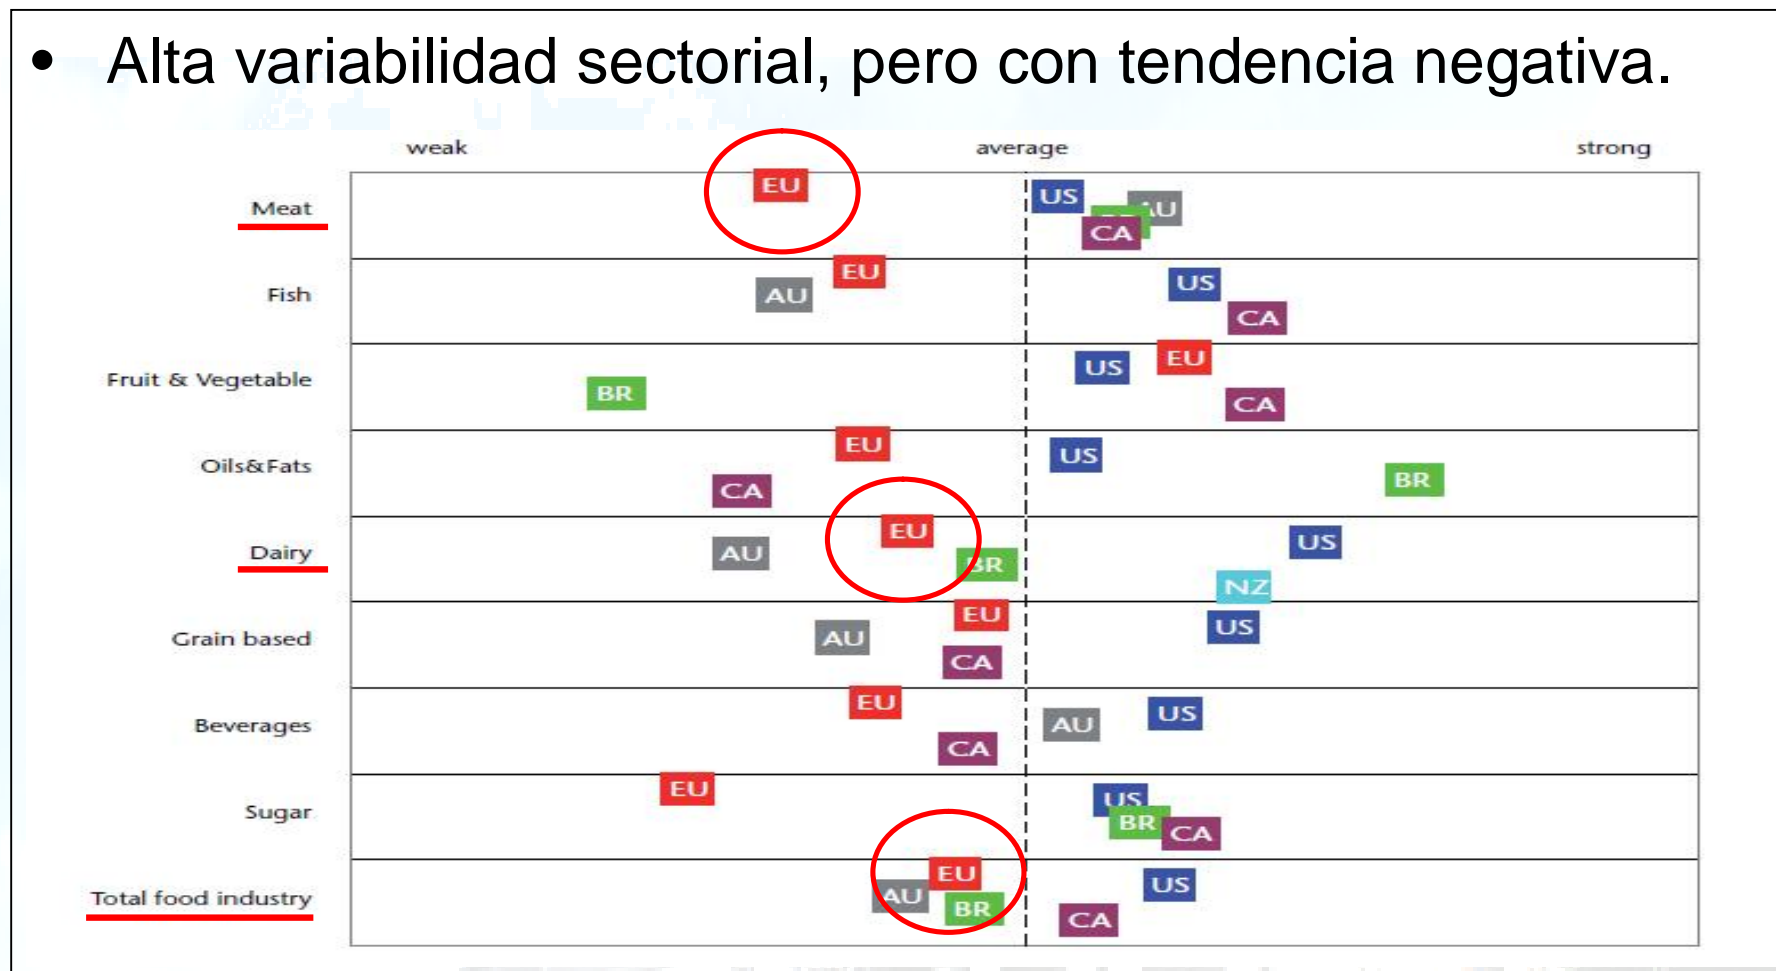 • Alta variabilidad sectorial, pero con tendencia negativa.
weak average strong
EU
US
AU
Meat
CA
EU
US
Fish AU
CA
EU
US
Fruit & Vegetable
BR
CA
EU
US
Oils&Fats
BR
CA
EU
US
Dairy AU
BR
NZ
EU
US
Grain based AU
CA
EU
US
Beverages AU
CA
EU
US
Sugar
BR
CA
EU
US
Total food industry AU
BR
CA